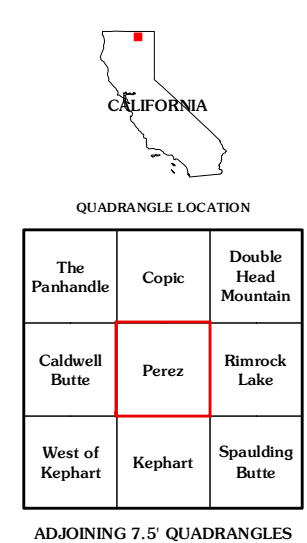 CALIFORNIA
QUADRANGLE LOCATION
The
Panhandle
Copic
Double
Head
Mountain
Caldwell
Butte
Perez
Rimrock
Lake
West of
Kephart
Kephart
Spaulding
Butte
ADJOINING 7.5' QUADRANGLES